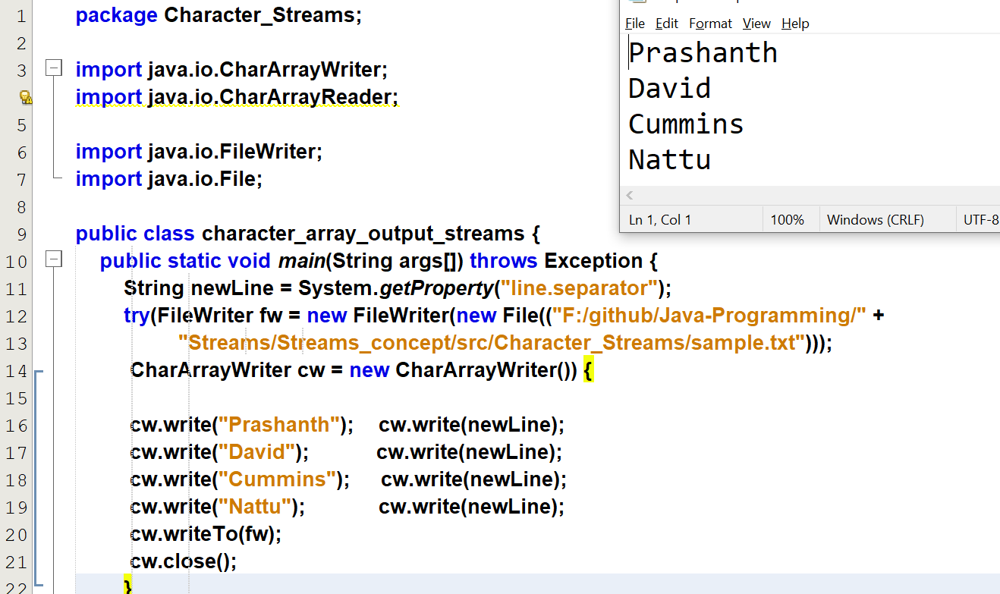 1 package Character_Streams;
2
3 import java.io.CharArrayWriter;
import java.io.CharArrayReader;
5
6 import java.io.FileWriter;
7 import java.io.File;
8
9 public class character_array_output_streams {
10 public static void main(String args[]) throws Exception {
11 String newLine = System.getProperty("line.separator");
12 try(FileWriter fw = new FileWriter(new File(("F:/github/Java-Programming/" +
13 "Streams/Streams_concept/src/Character_Streams/sample.txt")));
14 CharArrayWriter cw = new CharArrayWriter()) {
15
16 cw.write("Prashanth"); cw.write(newLine);
17 cw.write("David"); cw.write(newLine);
18 cw.write("Cummins"); cw.write(newLine);
19 cw.write("Nattu"); cw.write(newLine);
20 cw.writeTo(fw);
21 cw.close();
22 }
File Edit Format View Help
Prashanth
David
Cummins
Nattu
Ln 1, Col 1 100% Windows (CRLF) UTF-8